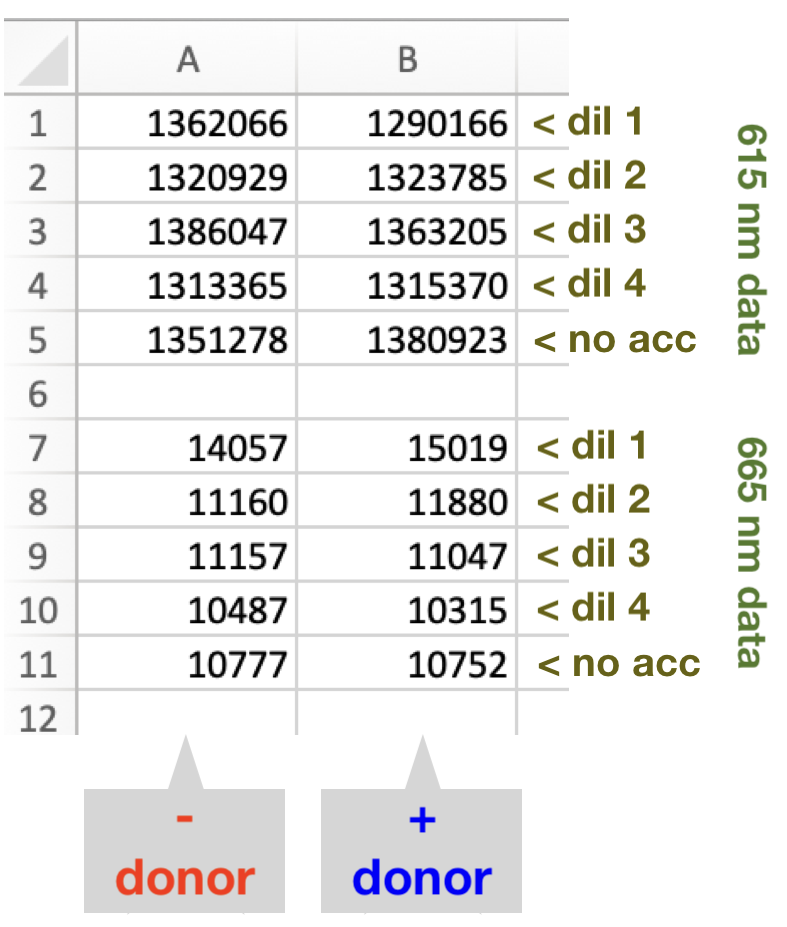 A B
1 1362066 1290166 < dil 1
2 1320929 1323785 < dil 2
3 1386047 1363205 < dil 3
4 1313365 1315370 < dil 4
5 1351278 1380923 < no acc
6
7 14057 15019 < dil 1
8 11160 11880 < dil 2
9 11157 11047 < dil 3
10 10487 10315 < dil 4
11 10777 10752 < no acc
12
615 nm data
665 nm data
-
donor
+
donor